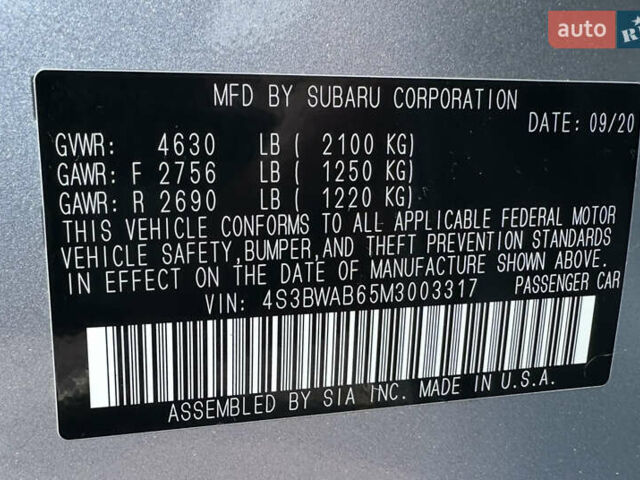 auto
MFD BY SUBARU CORPORATION
DATE: 09/20
GVWR: 4630 LB ( 2100 KG)
GAWR: F 2756 LB ( 1250 KG)
GAWR: R 2690 LB ( 1220 KG)
THIS VEHICLE CONFORMS TO ALL APPLICABLE FEDERAL MOTOR
VEHICLE SAFETY,BUMPER,AND THEFT PREVENTION STANDARDS
IN EFFECT ON THE DATE OF MANUFACTURE SHOWN ABOVE.
VIN: 4S3BWAB65M3003317 PASSENGER CAR
ASSEMBLED BY SIA INC. MADE IN U.S.A.